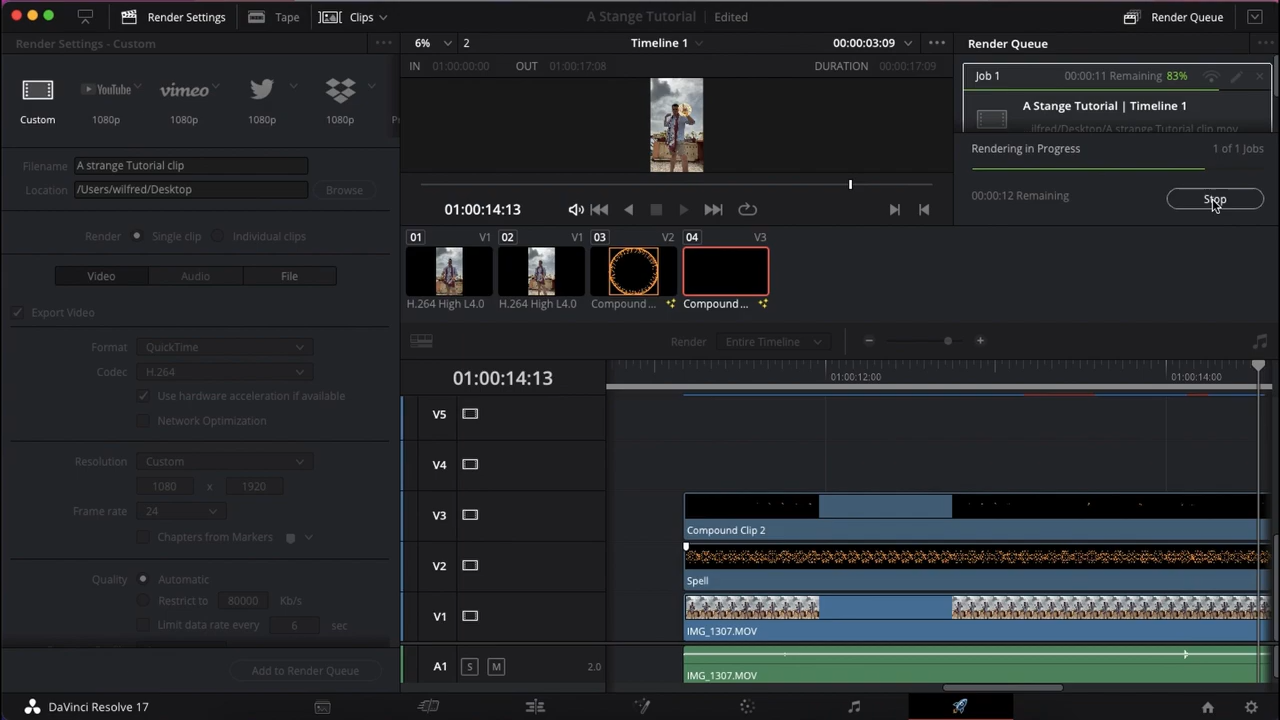 Render Settings
Tape
Clips
A Stange Tutorial
Edited
Render Queue
Render Settings - Custom
6%
2
Timeline 1
00:00:03:09
Render Queue
IN
01:00:00:00
OUT
01:00:17:08
DURATION
00:00:17:09
Job 1
00:00:11 Remaining
83%
YouTube
vimeo
Custom
1080p
1080p
1080p
1080p
A Stange Tutorial | Timeline 1
ilfred/Desktop/A strange Tutorial clip.mov
Rendering in Progress
1 of 1 Jobs
Filename
A strange Tutorial clip
Location
/Users/wilfred/Desktop
Browse
00:00:12 Remaining
Stop
01:00:14:13
Render
Single clip
Individual clips
01
V1
02
V1
03
V2
04
V3
Video
Audio
File
H.264 High L4.0
H.264 High L4.0
Compound ...
Compound ...
Export Video
Format
QuickTime
Render
Entire Timeline
Codec
H.264
01:00:14:13
01:00:12:00
01:00:14:00
Use hardware acceleration if available
Network Optimization
V5
Resolution
Custom
V4
1080
x
1920
Frame rate
24
V3
Compound Clip 2
Chapters from Markers
V2
Spell
Quality
Automatic
Restrict to
80000
Kb/s
Limit data rate every
6
sec
V1
IMG_1307.MOV
Add to Render Queue
A1
S
M
2.0
IMG_1307.MOV
DaVinci Resolve 17